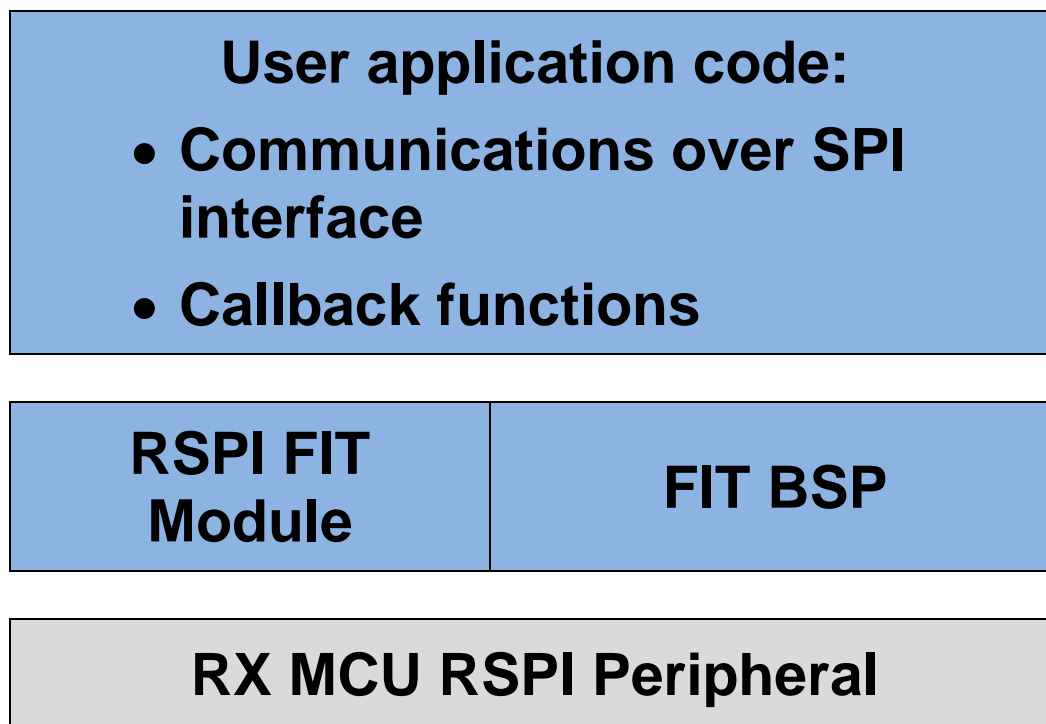 User application code:
• Communications over SPI
interface
• Callback functions
RSPI FIT
Module
FIT BSP
RX MCU RSPI Peripheral